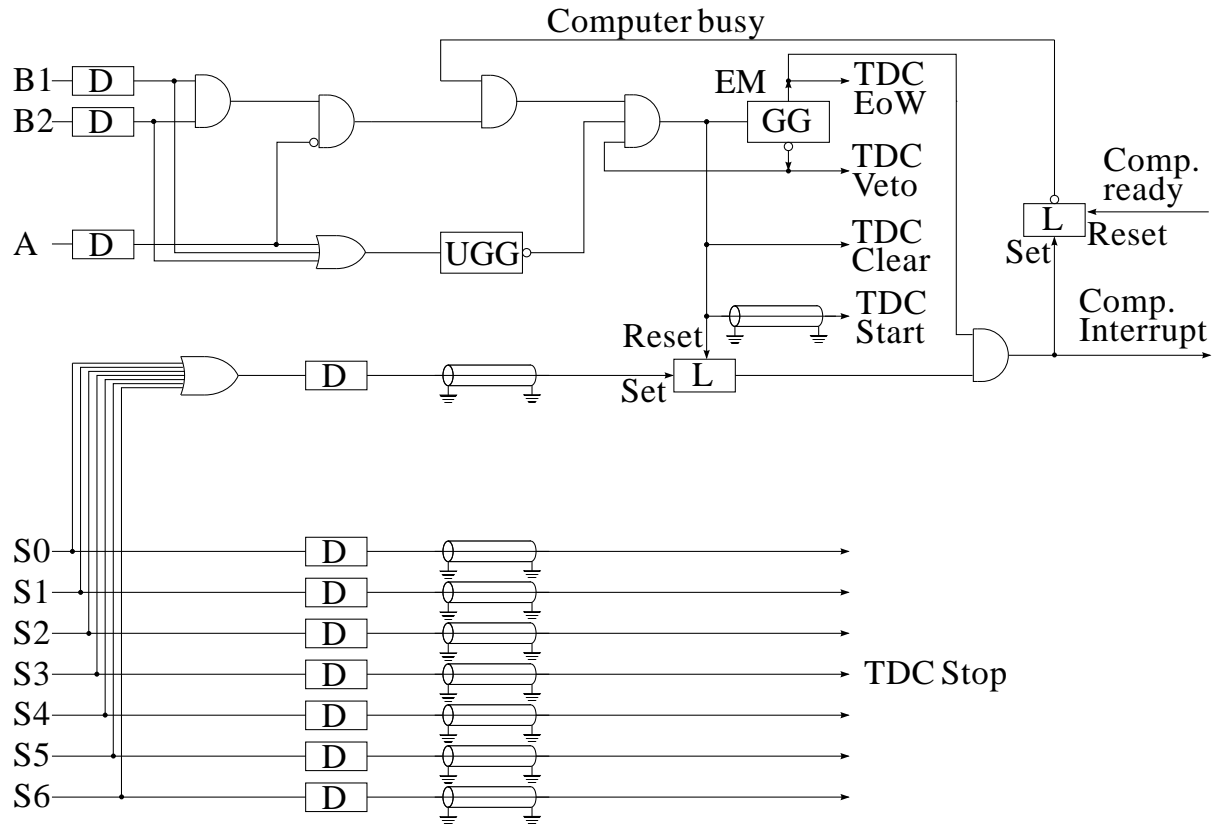 Computer busy
B1
D
B2
D
A
D
UGG
EM
GG
TDC
EoW
TDC
Veto
TDC
Clear
TDC
Start
Comp.
ready
L
Set
Reset
Comp.
Interrupt
D
Reset
Set
L
S0
D
S1
D
S2
D
S3
D
TDC Stop
S4
D
S5
D
S6
D